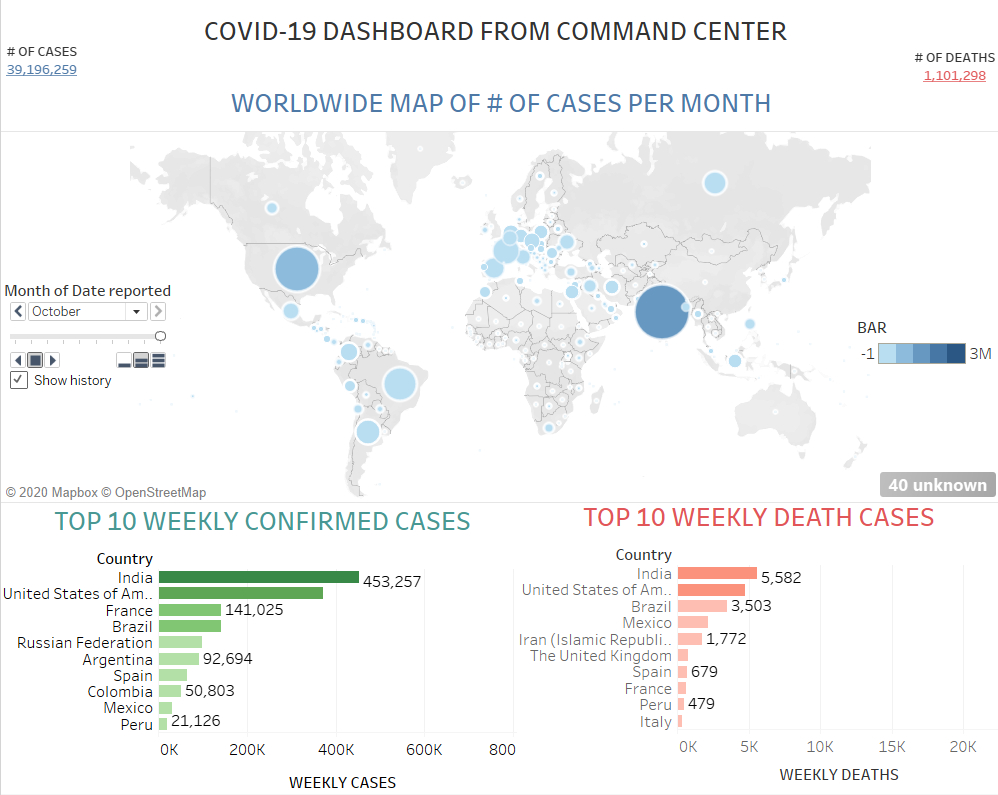 COVID-19 DASHBOARD FROM COMMAND CENTER
# OF CASES
39,196,259
# OF DEATHS
1,101,298
WORLDWIDE MAP OF # OF CASES PER MONTH
Month of Date reported
October
Show history
BAR
-1 3M
© 2020 Mapbox © OpenStreetMap
40 unknown
TOP 10 WEEKLY CONFIRMED CASES
Country
India 453,257
United States of Am..
France 141,025
Brazil
Russian Federation
Argentina 92,694
Spain
Colombia 50,803
Mexico
Peru 21,126
0K 200K 400K 600K 800
WEEKLY CASES
TOP 10 WEEKLY DEATH CASES
Country
India 5,582
United States of Am..
Brazil 3,503
Mexico
Iran (Islamic Republi.. 1,772
The United Kingdom
Spain 679
France
Peru 479
Italy
0K 5K 10K 15K 20K
WEEKLY DEATHS